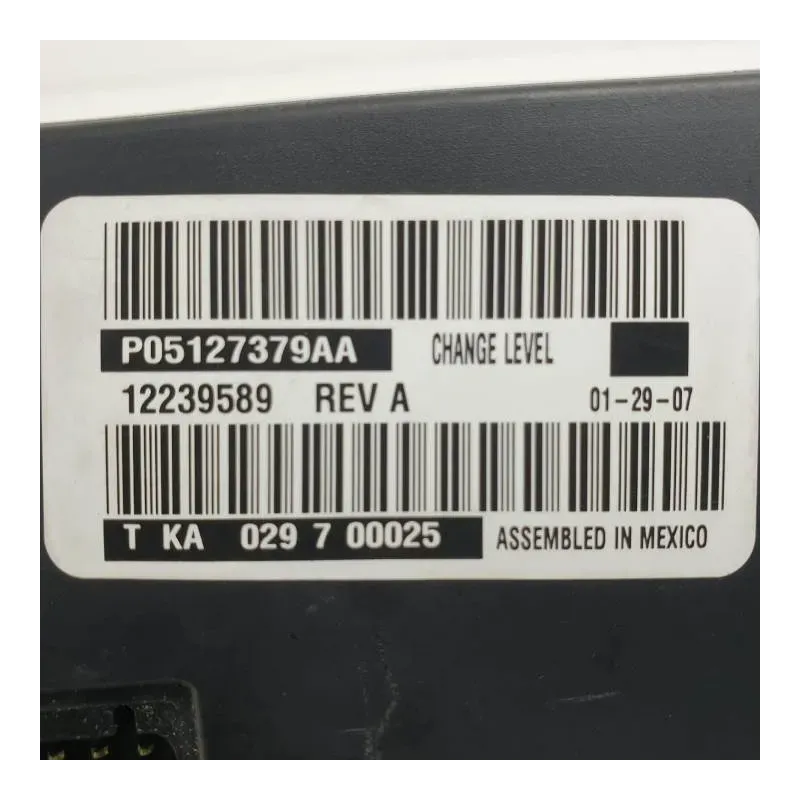 P05127379AA CHANGE LEVEL
12239589 REV A 01-29-07
T KA 029 7 00025 ASSEMBLED IN MEXICO